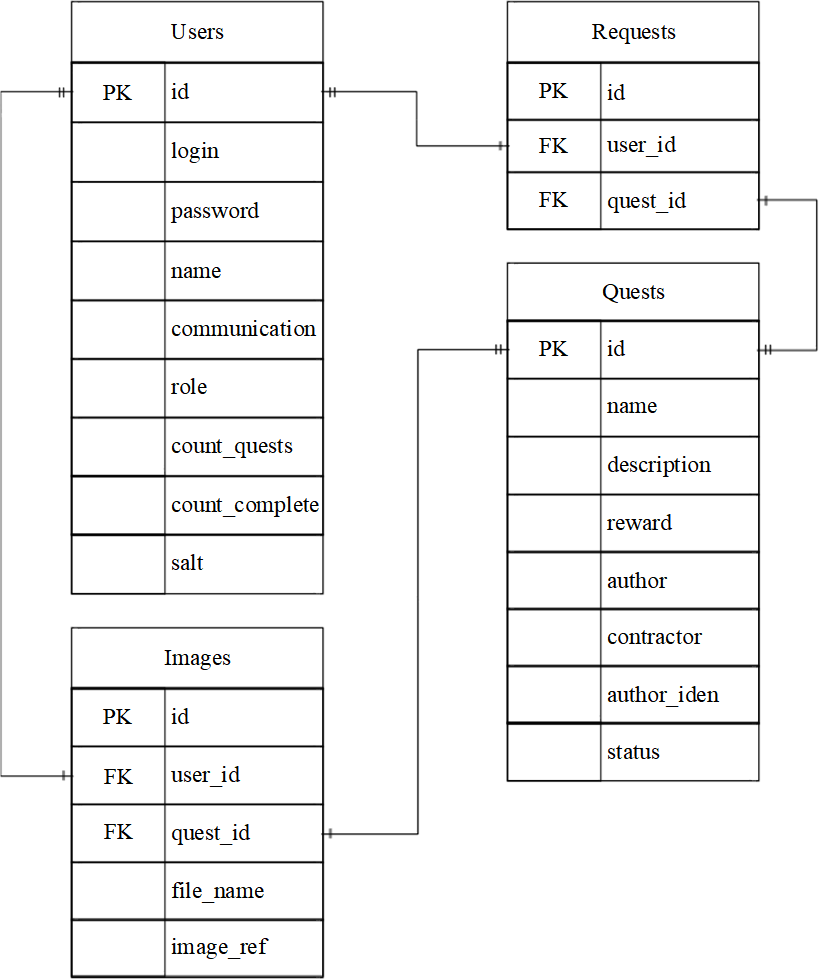 Users
PK id
login
password
name
communication
role
count_quests
count_complete
salt
Requests
PK id
FK user_id
FK quest_id
Quests
PK id
name
description
reward
author
contractor
author_iden
status
Images
PK id
FK user_id
FK quest_id
file_name
image_ref